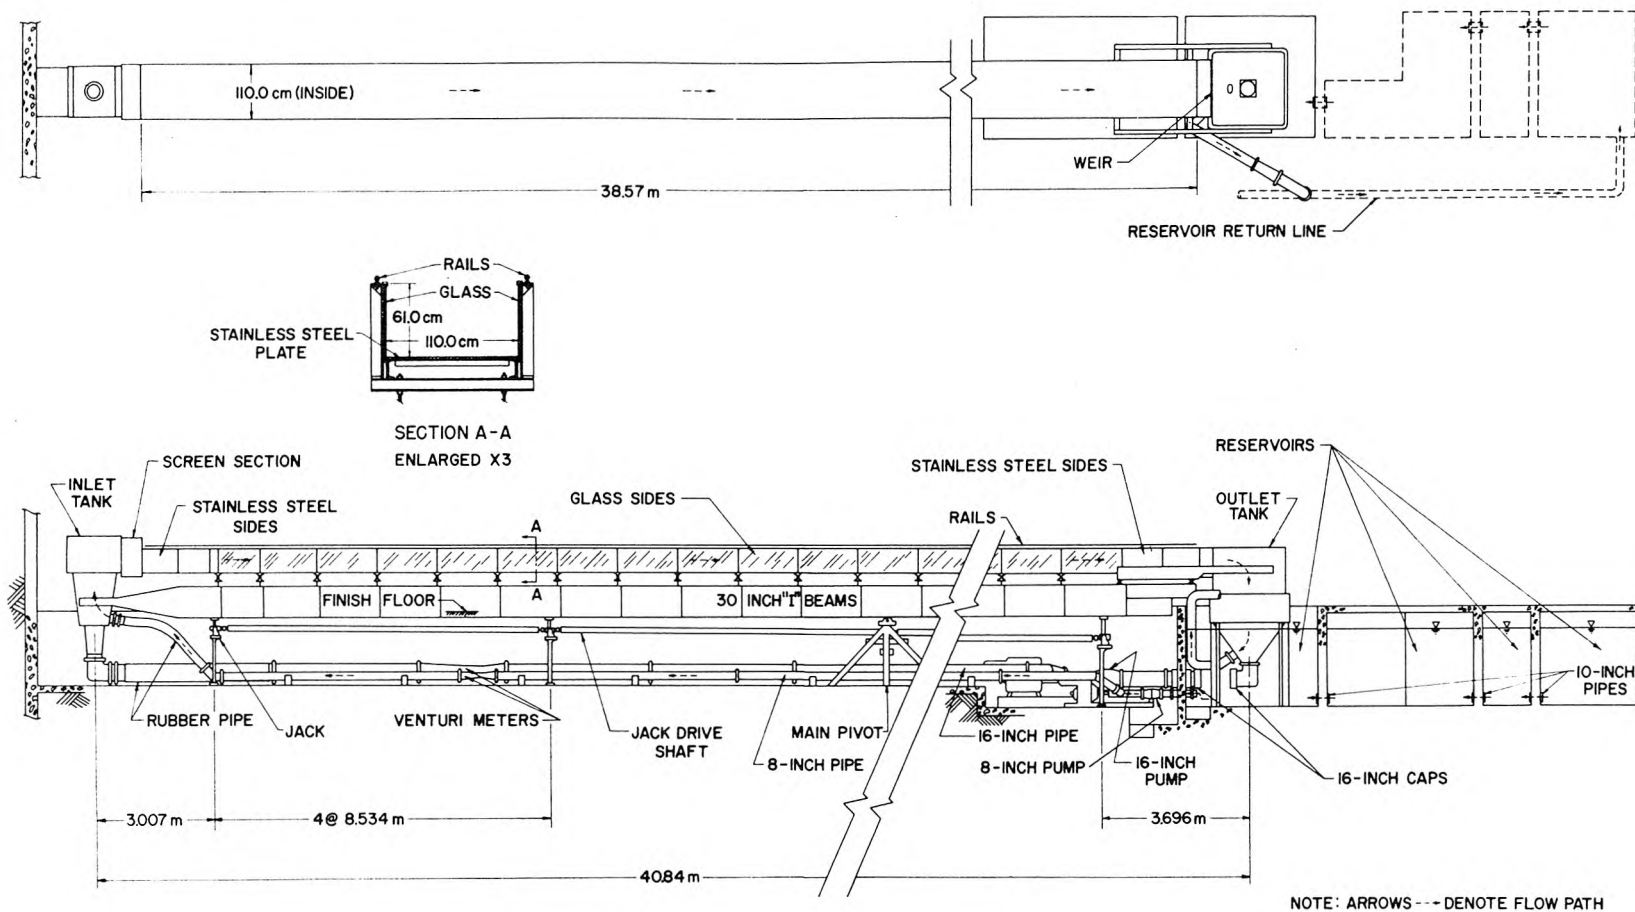 110.0 cm (INSIDE)
WEIR
38.57 m
RESERVOIR RETURN LINE
RAILS
GLASS
61.0 cm
STAINLESS STEEL
PLATE
110.0 cm
SECTION A-A
ENLARGED X3
RESERVOIRS
SCREEN SECTION
STAINLESS STEEL SIDES
INLET
TANK
GLASS SIDES
OUTLET
TANK
STAINLESS STEEL
SIDES
RAILS
A
A
FINISH FLOOR
30 INCH "I" BEAMS
10-INCH
PIPES
RUBBER PIPE
JACK
VENTURI METERS
JACK DRIVE
SHAFT
MAIN PIVOT
16-INCH PIPE
8-INCH PIPE
8-INCH PUMP
16-INCH
PUMP
16-INCH CAPS
3.007 m
4 @ 8.534 m
3.696 m
40.84 m
NOTE: ARROWS ---→ DENOTE FLOW PATH